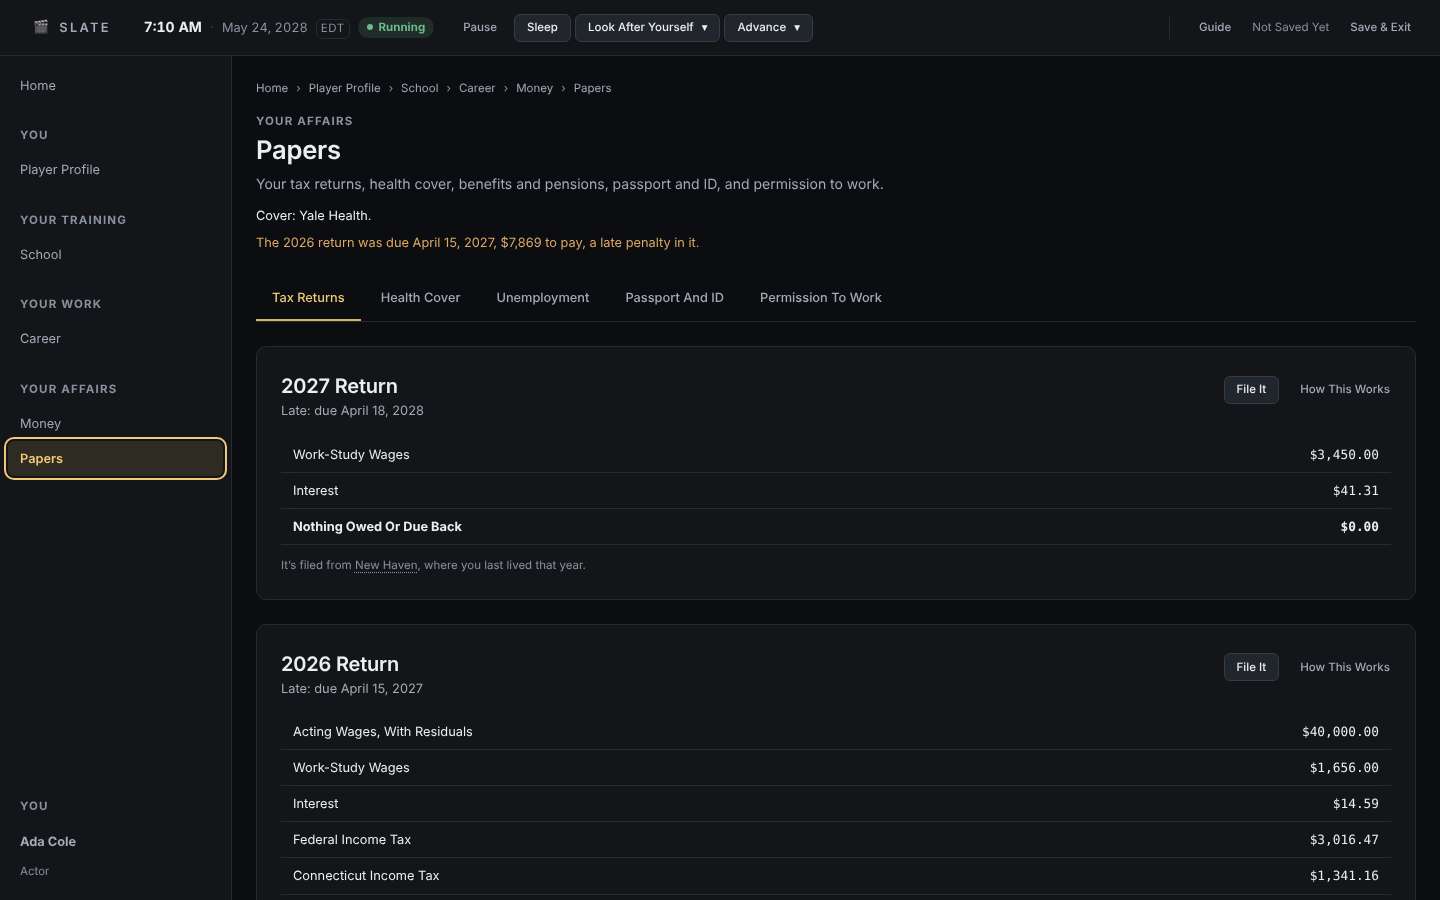 SLATE
7:10 AM · May 24, 2028 EDT Running Pause Sleep Look After Yourself ▾ Advance ▾ Guide Not Saved Yet Save & Exit
Home
YOU
Player Profile
YOUR TRAINING
School
YOUR WORK
Career
YOUR AFFAIRS
Money
Papers
YOU
Ada Cole
Actor
Home › Player Profile › School › Career › Money › Papers
YOUR AFFAIRS
Papers
Your tax returns, health cover, benefits and pensions, passport and ID, and permission to work.
Cover: Yale Health.
The 2026 return was due April 15, 2027, $7,869 to pay, a late penalty in it.
Tax Returns Health Cover Unemployment Passport And ID Permission To Work
2027 Return File It How This Works
Late: due April 18, 2028
Work-Study Wages $3,450.00
Interest $41.31
Nothing Owed Or Due Back $0.00
It's filed from New Haven, where you last lived that year.
2026 Return File It How This Works
Late: due April 15, 2027
Acting Wages, With Residuals $40,000.00
Work-Study Wages $1,656.00
Interest $14.59
Federal Income Tax $3,016.47
Connecticut Income Tax $1,341.16